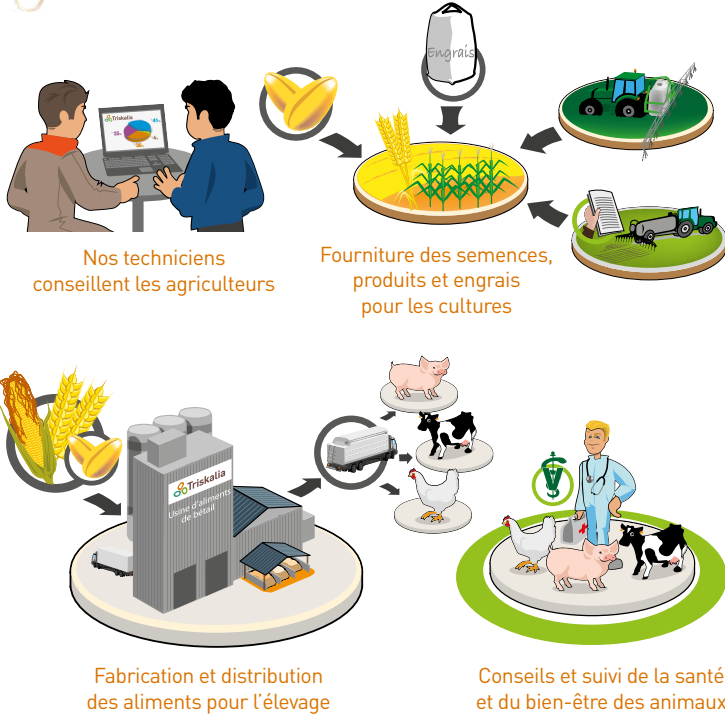 Engrais
Triskalia
Nos techniciens
conseillent les agriculteurs
Fourniture des semences,
produits et engrais
pour les cultures
Triskalia
Usine d'aliments
de bétail
Fabrication et distribution
des aliments pour l'élevage
Conseils et suivi de la santé
et du bien-être des animaux